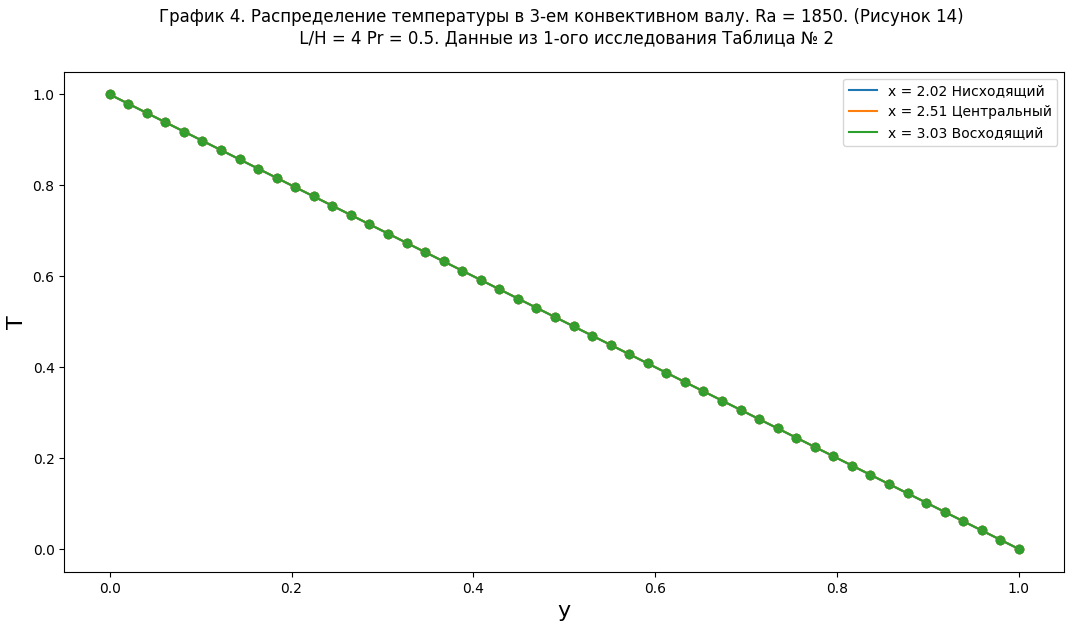 График 4. Распределение температуры в 3-ем конвективном валу. Ra = 1850. (Рисунок 14)
L/H = 4 Pr = 0.5. Данные из 1-ого исследования Таблица № 2
x = 2.02 Нисходящий
x = 2.51 Центральный
x = 3.03 Восходящий
1.0
0.8
0.6
0.4
0.2
0.0
T
0.0 0.2 0.4 0.6 0.8 1.0
У